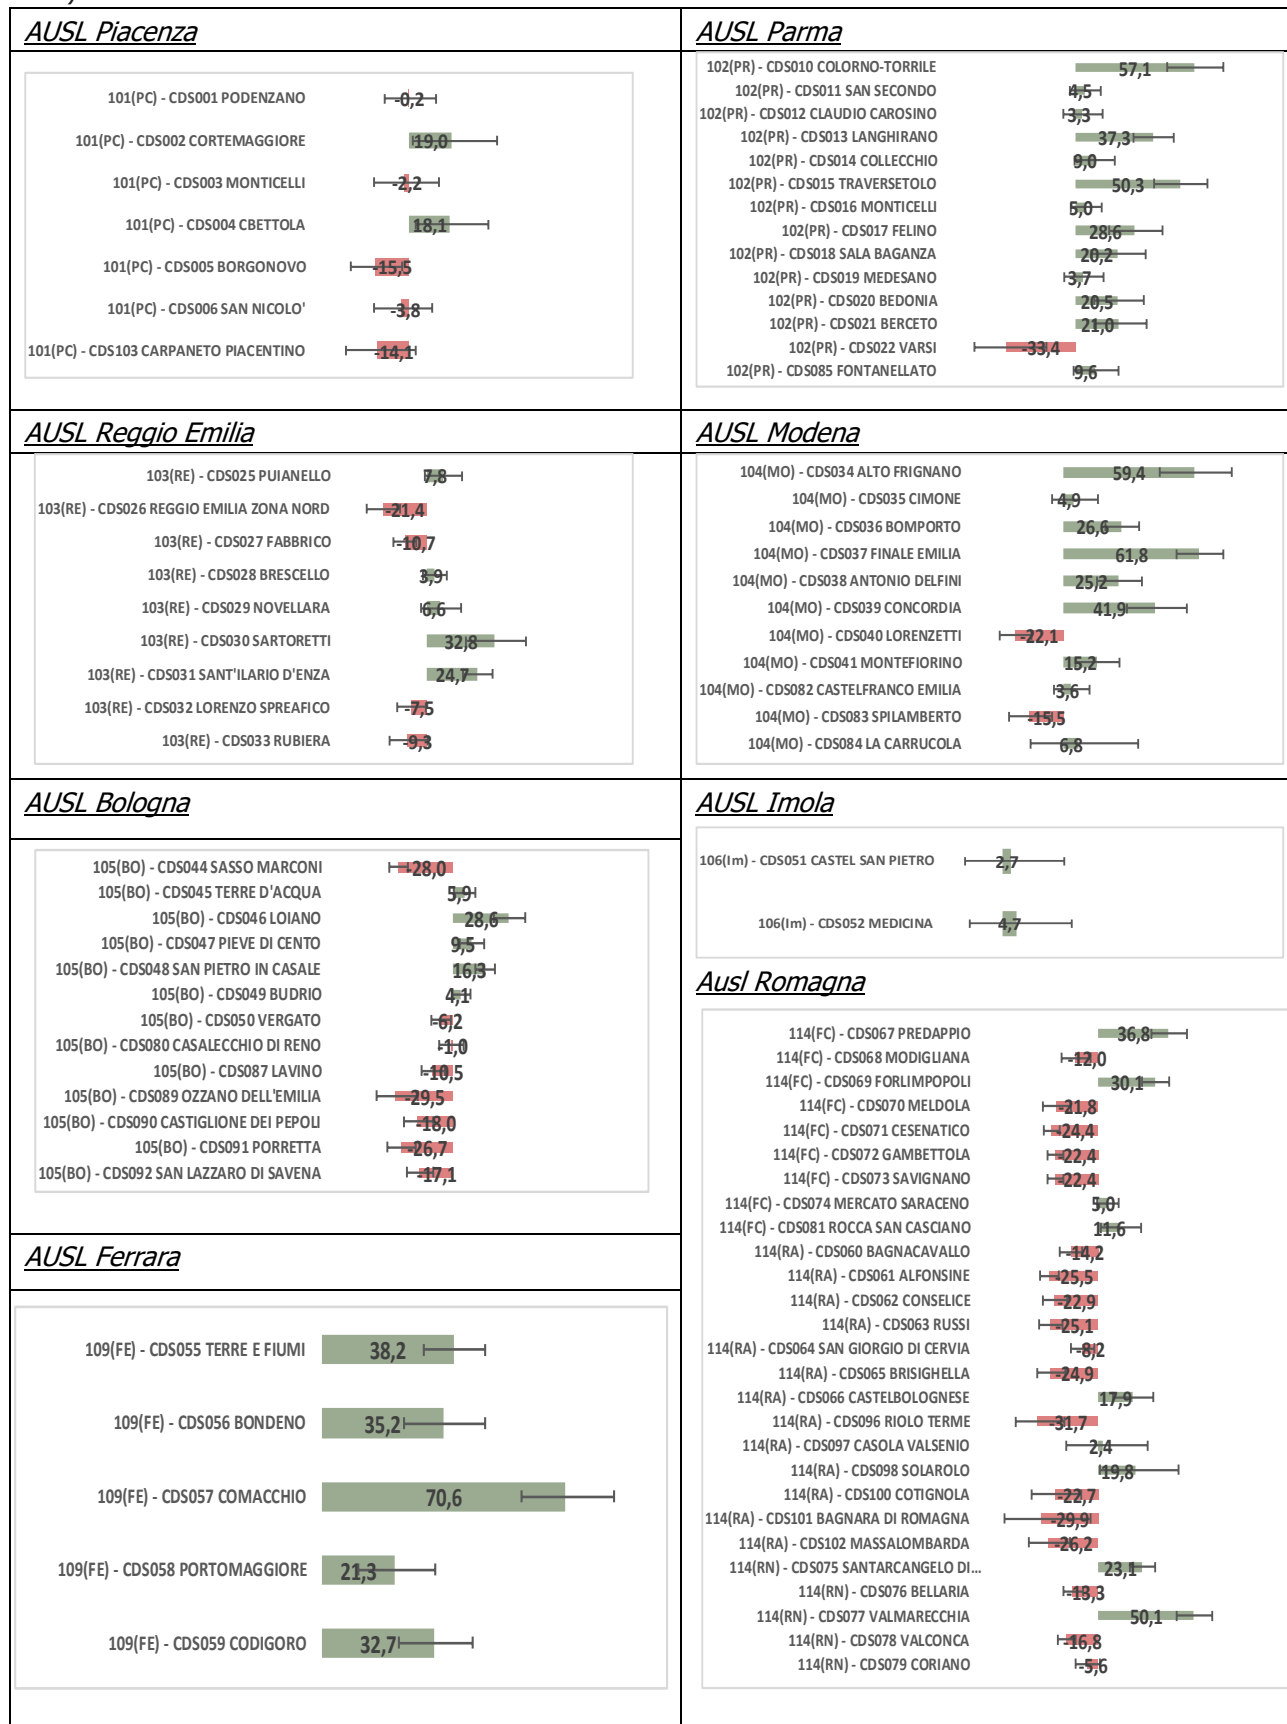 AUSL Piacenza
101(PC) - CDS001 PODENZANO -0,2
101(PC) - CDS002 CORTEMAGGIORE 19,0
101(PC) - CDS003 MONTICELLI -2,2
101(PC) - CDS004 CBETTOLA 18,1
101(PC) - CDS005 BORGONOVO -15,5
101(PC) - CDS006 SAN NICOLO' -3,8
101(PC) - CDS103 CARPANETO PIACENTINO -14,1
AUSL Parma
102(PR) - CDS010 COLORNO-TORRILE 57,1
102(PR) - CDS011 SAN SECONDO 4,5
102(PR) - CDS012 CLAUDIO CAROSINO 3,3
102(PR) - CDS013 LANGHIRANO 37,3
102(PR) - CDS014 COLLECCHIO 9,0
102(PR) - CDS015 TRAVERSETOLO 50,3
102(PR) - CDS016 MONTICELLI 5,0
102(PR) - CDS017 FELINO 28,6
102(PR) - CDS018 SALA BAGANZA 20,2
102(PR) - CDS019 MEDESANO 3,7
102(PR) - CDS020 BEDONIA 20,5
102(PR) - CDS021 BERCETO 21,0
102(PR) - CDS022 VARSI -33,4
102(PR) - CDS085 FONTANELLATO 9,6
AUSL Reggio Emilia
103(RE) - CDS025 PUIANELLO 7,8
103(RE) - CDS026 REGGIO EMILIA ZONA NORD -21,4
103(RE) - CDS027 FABBRICO -10,7
103(RE) - CDS028 BRESCELLO 3,9
103(RE) - CDS029 NOVELLARA 6,6
103(RE) - CDS030 SARTORETTI 32,8
103(RE) - CDS031 SANT'ILARIO D'ENZA 24,7
103(RE) - CDS032 LORENZO SPREAFICO -7,5
103(RE) - CDS033 RUBIERA -9,3
AUSL Modena
104(MO) - CDS034 ALTO FRIGNANO 59,4
104(MO) - CDS035 CIMONE 4,9
104(MO) - CDS036 BOMPORTO 26,6
104(MO) - CDS037 FINALE EMILIA 61,8
104(MO) - CDS038 ANTONIO DELFINI 25,2
104(MO) - CDS039 CONCORDIA 41,9
104(MO) - CDS040 LORENZETTI -22,1
104(MO) - CDS041 MONTEFIORINO 15,2
104(MO) - CDS082 CASTELFRANCO EMILIA 3,6
104(MO) - CDS083 SPILAMBERTO -15,5
104(MO) - CDS084 LA CARRUCOLA 6,8
AUSL Bologna
105(BO) - CDS044 SASSO MARCONI -28,0
105(BO) - CDS045 TERRE D'ACQUA 5,9
105(BO) - CDS046 LOIANO 28,6
105(BO) - CDS047 PIEVE DI CENTO 9,5
105(BO) - CDS048 SAN PIETRO IN CASALE 16,3
105(BO) - CDS049 BUDRIO 4,1
105(BO) - CDS050 VERGATO -6,2
105(BO) - CDS080 CASALECCHIO DI RENO -1,0
105(BO) - CDS087 LAVINO -10,5
105(BO) - CDS089 OZZANO DELL'EMILIA -29,5
105(BO) - CDS090 CASTIGLIONE DEI PEPOLI -18,0
105(BO) - CDS091 PORRETTA -26,7
105(BO) - CDS092 SAN LAZZARO DI SAVENA -17,1
AUSL Imola
106(Im) - CDS051 CASTEL SAN PIETRO 2,7
106(Im) - CDS052 MEDICINA 4,7
Ausl Romagna
114(FC) - CDS067 PREDAPPIO 36,8
114(FC) - CDS068 MODIGLIANA -12,0
114(FC) - CDS069 FORLIMPOPOLI 30,1
114(FC) - CDS070 MELDOLA -21,8
114(FC) - CDS071 CESENATICO -24,4
114(FC) - CDS072 GAMBETTOLA -22,4
114(FC) - CDS073 SAVIGNANO -22,4
114(FC) - CDS074 MERCATO SARACENO 5,0
114(FC) - CDS081 ROCCA SAN CASCIANO 11,6
114(RA) - CDS060 BAGNACAVALLO -14,2
114(RA) - CDS061 ALFONSINE -25,5
114(RA) - CDS062 CONSELICE -22,9
114(RA) - CDS063 RUSSI -25,1
114(RA) - CDS064 SAN GIORGIO DI CERVIA -8,2
114(RA) - CDS065 BRISIGHELLA -24,9
114(RA) - CDS066 CASTELBOLOGNESE 17,9
114(RA) - CDS096 RIOLO TERME -31,7
114(RA) - CDS097 CASOLA VALSENIO 2,4
114(RA) - CDS098 SOLAROLO 19,8
114(RA) - CDS100 COTIGNOLA -22,7
114(RA) - CDS101 BAGNARA DI ROMAGNA -29,9
114(RA) - CDS102 MASSALOMBARDA -26,2
114(RN) - CDS075 SANTARCANGELO DI... 23,1
114(RN) - CDS076 BELLARIA -13,3
114(RN) - CDS077 VALMARECCHIA 50,1
114(RN) - CDS078 VALCONCA -16,8
114(RN) - CDS079 CORIANO -5,6
AUSL Ferrara
109(FE) - CDS055 TERRE E FIUMI 38,2
109(FE) - CDS056 BONDENO 35,2
109(FE) - CDS057 COMACCHIO 70,6
109(FE) - CDS058 PORTOMAGGIORE 21,3
109(FE) - CDS059 CODIGORO 32,7